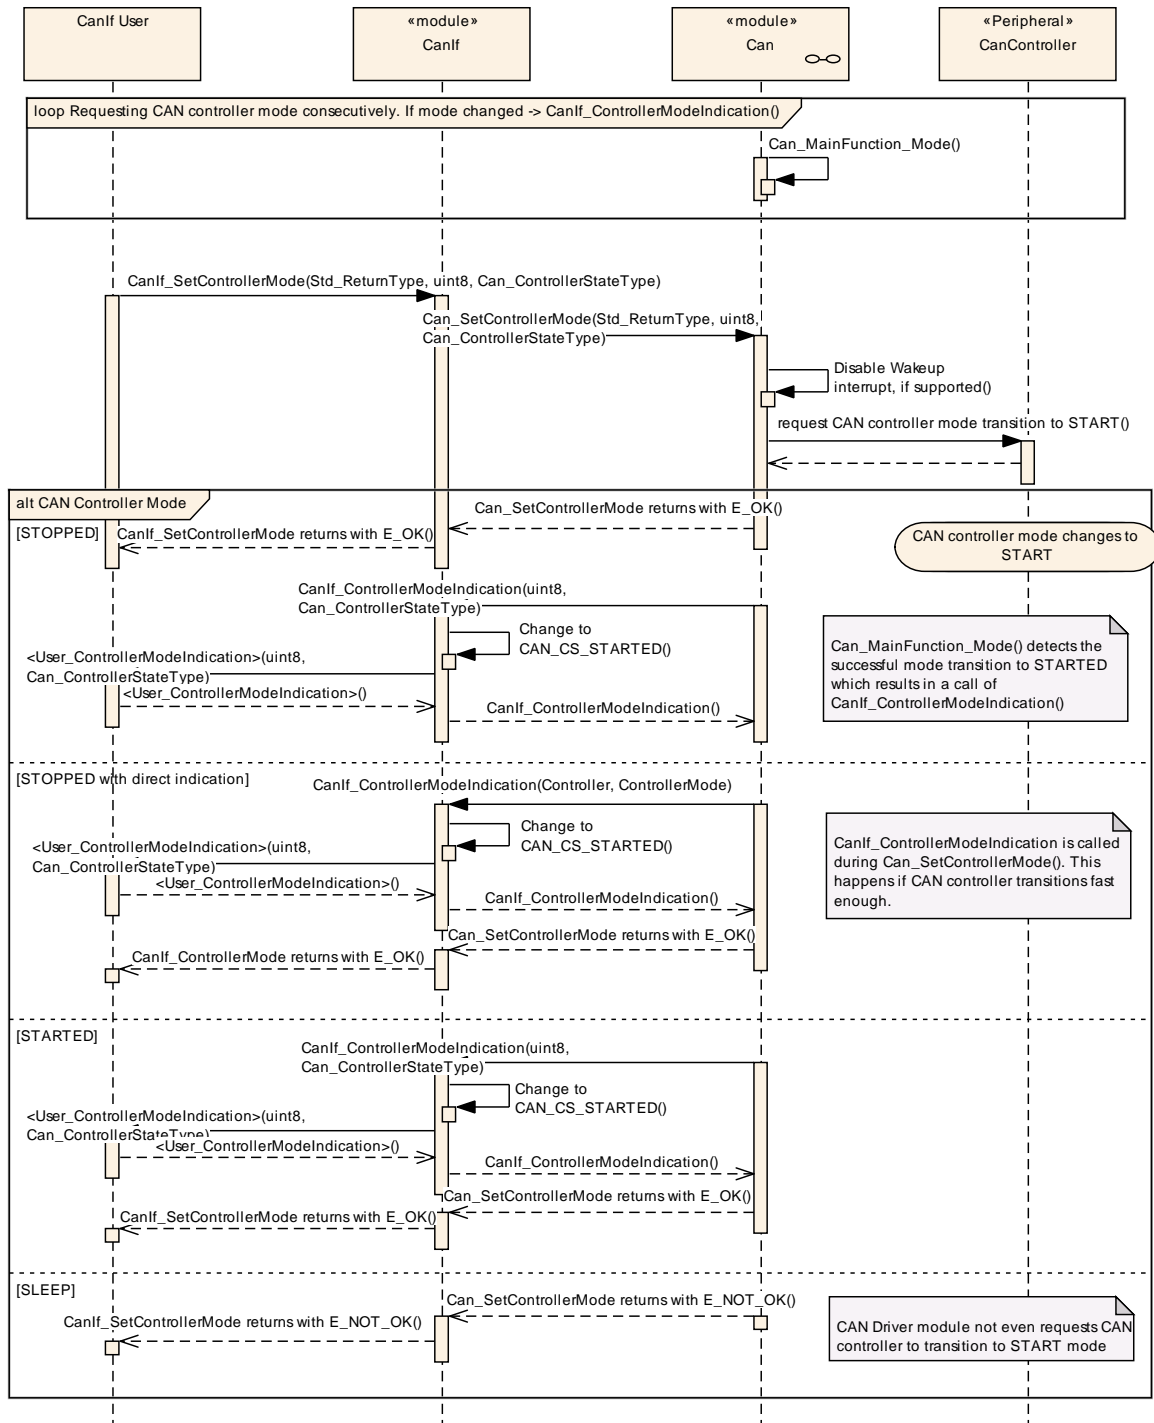 CanIf User
«module»
CanIf
«module»
Can
«Peripheral»
CanController
loop Requesting CAN controller mode consecutively. If mode changed -> CanIf_ControllerModeIndication()
Can_MainFunction_Mode()
CanIf_SetControllerMode(Std_ReturnType, uint8, Can_ControllerStateType)
Can_SetControllerMode(Std_ReturnType, uint8,
Can_ControllerStateType)
Disable Wakeup
interrupt, if supported()
request CAN controller mode transition to START()
alt CAN Controller Mode
Can_SetControllerMode returns with E_OK()
[STOPPED]
CanIf_SetControllerMode returns with E_OK()
CAN controller mode changes to
START
CanIf_ControllerModeIndication(uint8,
Can_ControllerStateType)
Change to
CAN_CS_STARTED()
<User_ControllerModeIndication>(uint8,
Can_ControllerStateType)
<User_ControllerModeIndication>()
CanIf_ControllerModeIndication()
Can_MainFunction_Mode() detects the
successful mode transition to STARTED
which results in a call of
CanIf_ControllerModeIndication()
[STOPPED with direct indication]
CanIf_ControllerModeIndication(Controller, ControllerMode)
Change to
CAN_CS_STARTED()
<User_ControllerModeIndication>(uint8,
Can_ControllerStateType)
<User_ControllerModeIndication>()
CanIf_ControllerModeIndication()
Can_SetControllerMode returns with E_OK()
CanIf_ControllerMode returns with E_OK()
CanIf_ControllerModeIndication is called
during Can_SetControllerMode(). This
happens if CAN controller transitions fast
enough.
[STARTED]
CanIf_ControllerModeIndication(uint8,
Can_ControllerStateType)
Change to
CAN_CS_STARTED()
<User_ControllerModeIndication>(uint8,
Can_ControllerStateType)
<User_ControllerModeIndication>()
CanIf_ControllerModeIndication()
Can_SetControllerMode returns with E_OK()
CanIf_SetControllerMode returns with E_OK()
[SLEEP]
Can_SetControllerMode returns with E_NOT_OK()
CanIf_SetControllerMode returns with E_NOT_OK()
CAN Driver module not even requests CAN
controller to transition to START mode